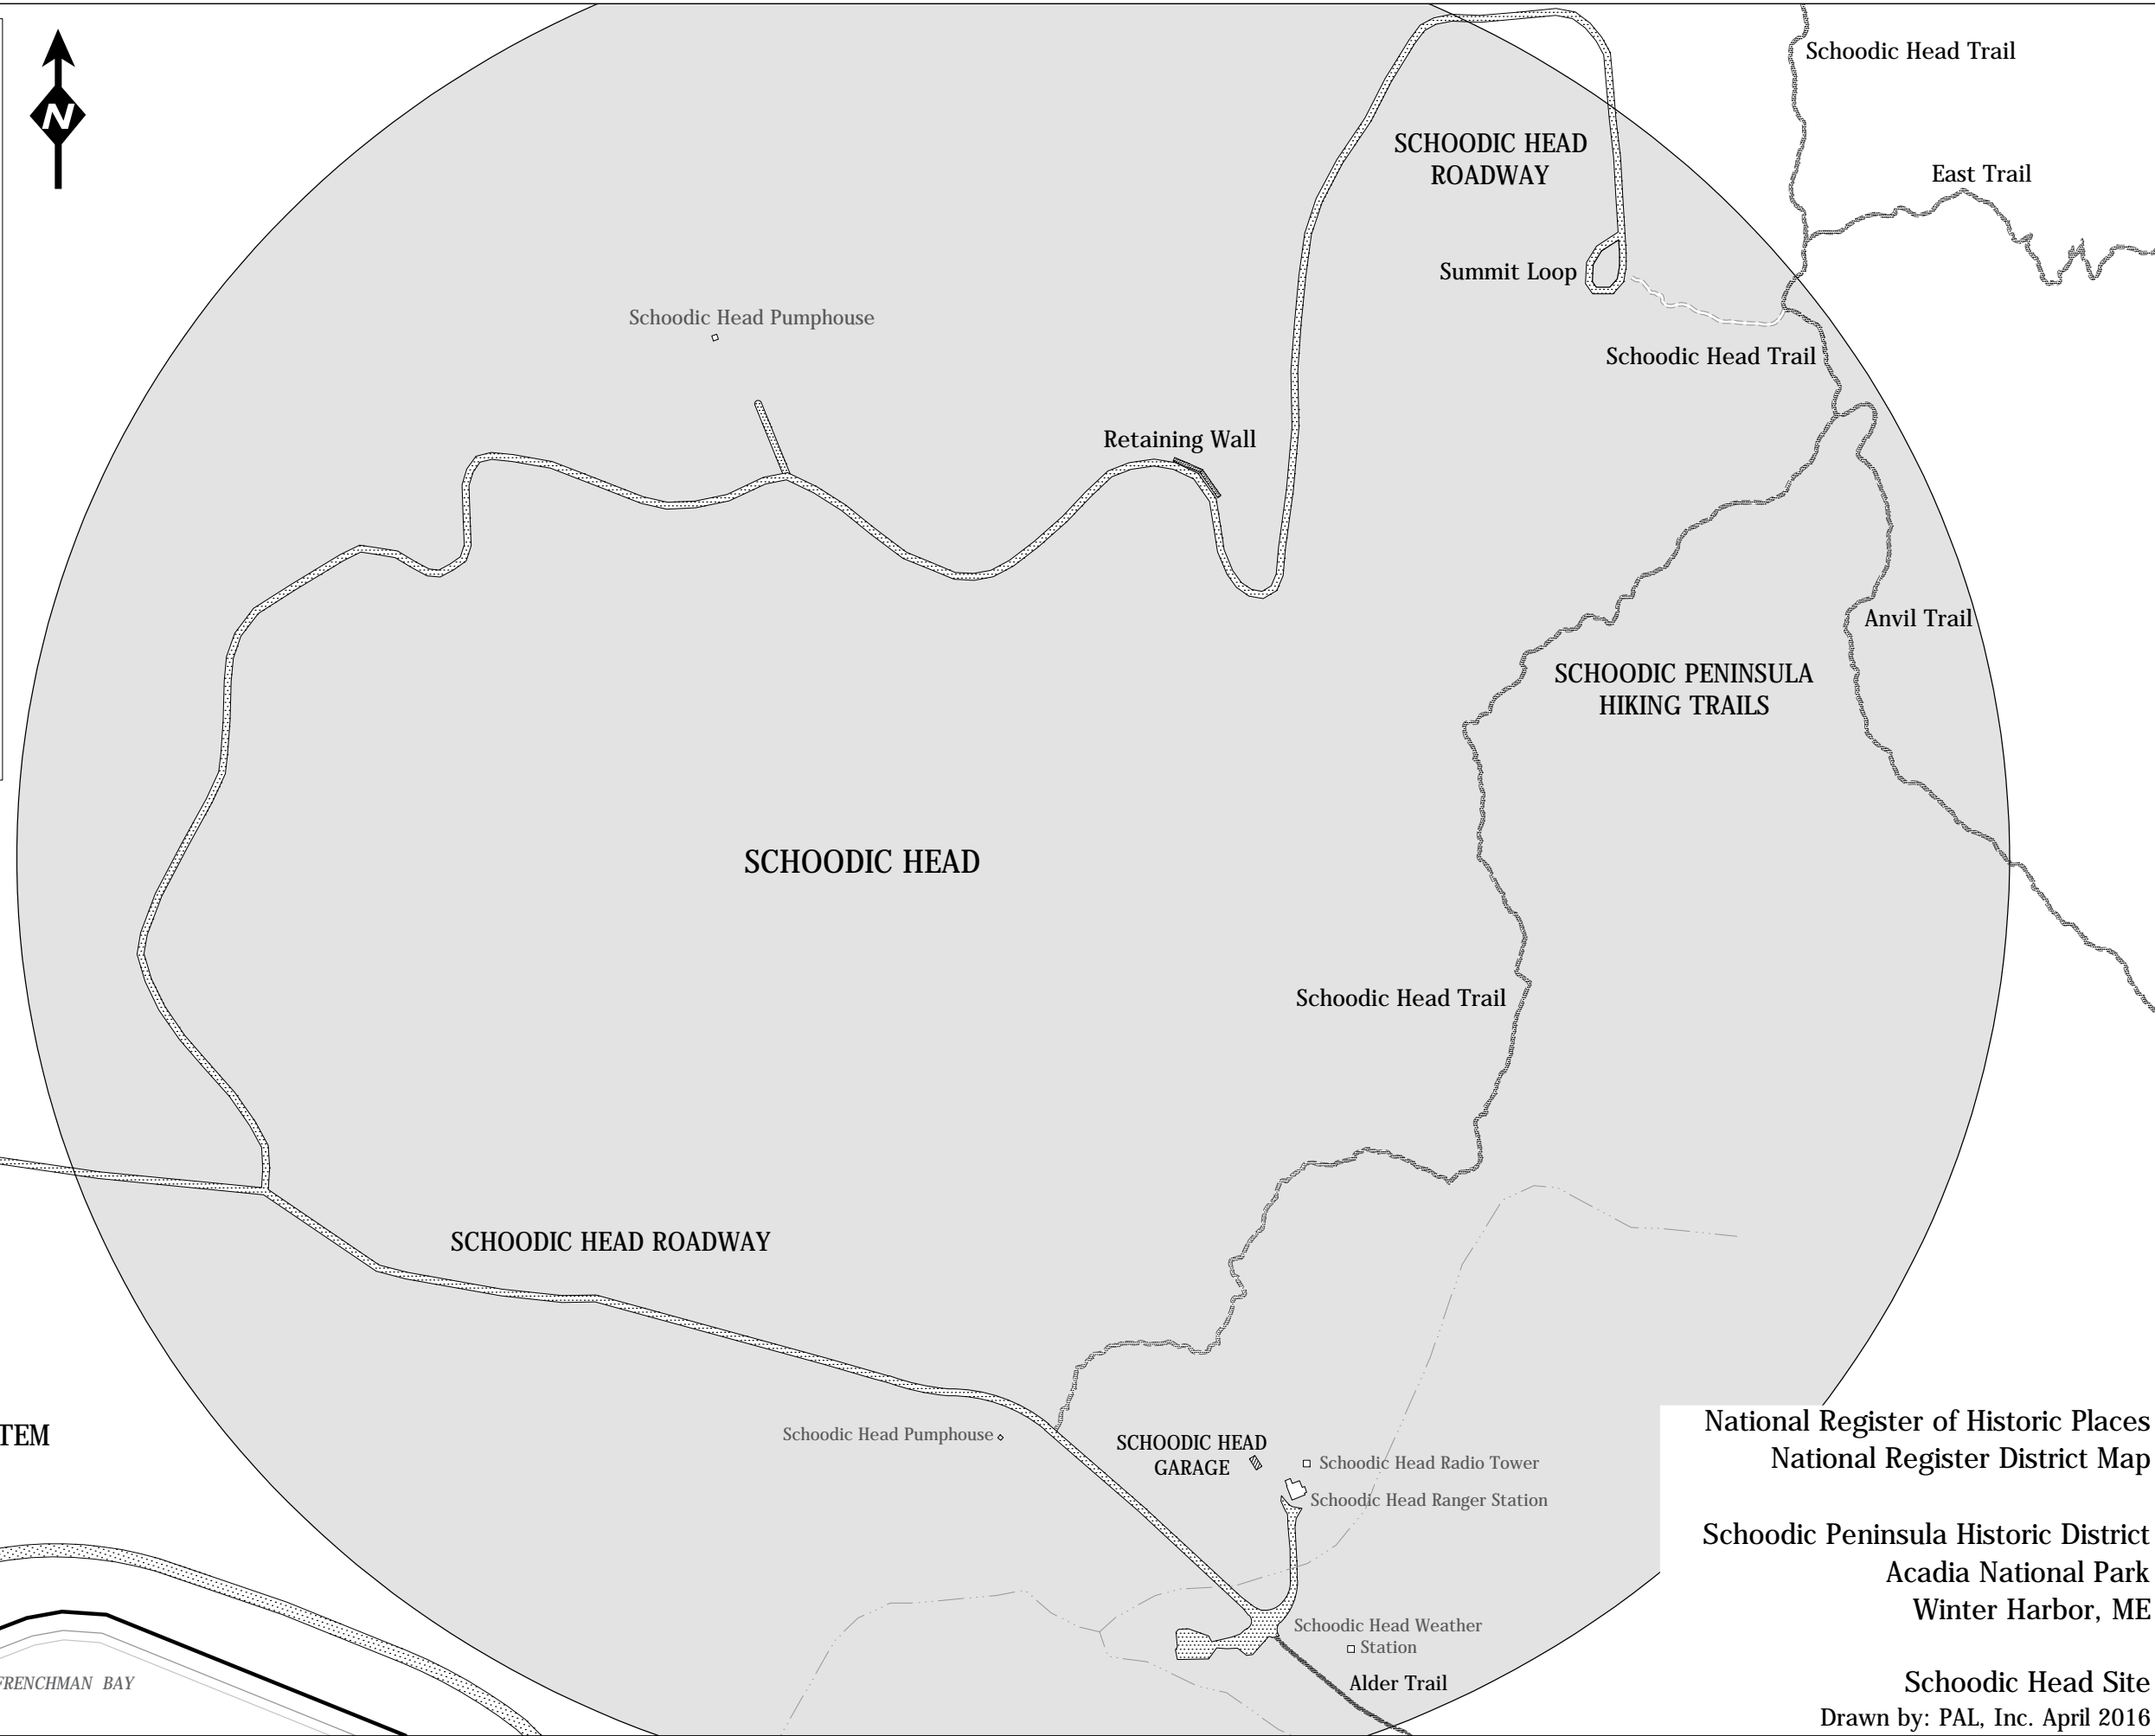 N
Schoodic Head Trail
SCHOODIC HEAD
ROADWAY
East Trail
Summit Loop
Schoodic Head Pumphouse
Schoodic Head Trail
Retaining Wall
Anvil Trail
SCHOODIC PENINSULA
HIKING TRAILS
SCHOODIC HEAD
Schoodic Head Trail
SCHOODIC HEAD ROADWAY
TEM
Schoodic Head Pumphouse
SCHOODIC HEAD
GARAGE
Schoodic Head Radio Tower
Schoodic Head Ranger Station
Schoodic Head Weather
Station
Alder Trail
FRENCHMAN BAY
National Register of Historic Places
National Register District Map
Schoodic Peninsula Historic District
Acadia National Park
Winter Harbor, ME
Schoodic Head Site
Drawn by: PAL, Inc. April 2016